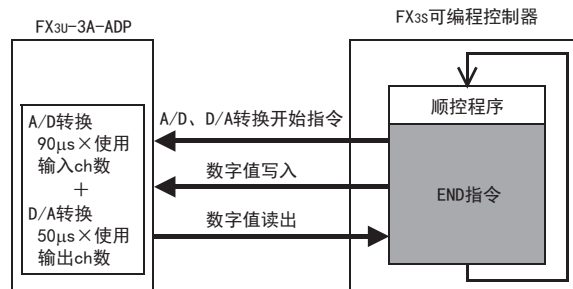 FX3U-3A-ADP
FX3S可编程控制器
A/D转换
90μs×使用
输入ch数
+
D/A转换
50μs×使用
输出ch数
A/D、D/A转换开始指令
数字值写入
数字值读出
顺控程序
END指令